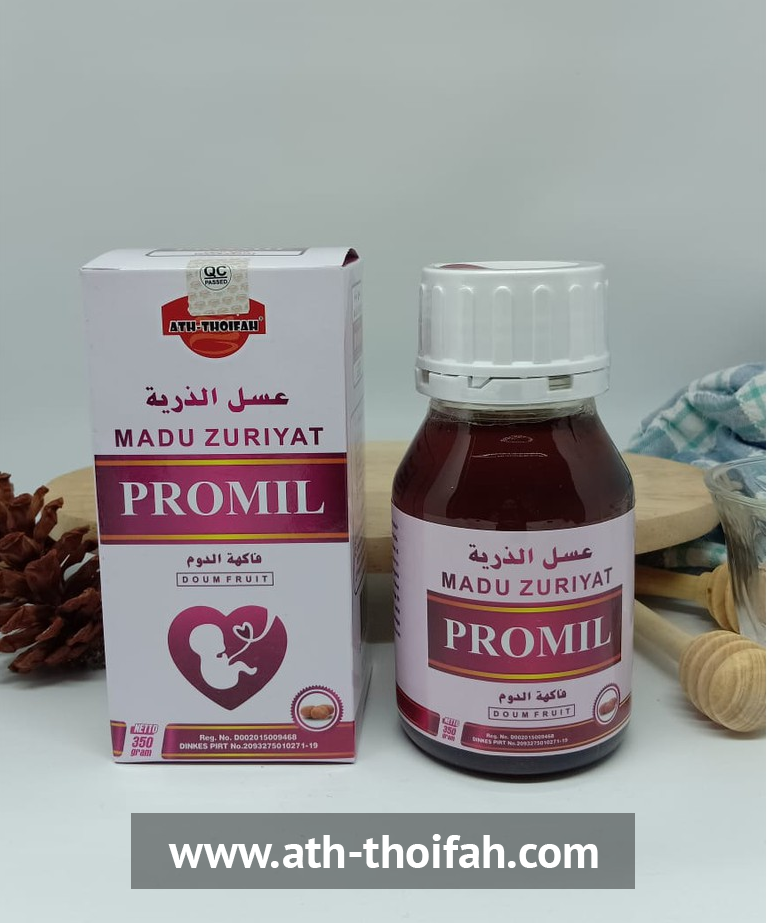 QC
PASSED
ATH-THOIFAH
عسل الذرية
MADU ZURIYAT
PROMIL
فاكهة الدوم
DOUM FRUIT
NETTO
350
gram
Reg. No. D002015009468
DINKES PIRT No.2093275010271-19
عسل الذرية
MADU ZURIYAT
PROMIL
فاكهة الدوم
DOUM FRUIT
NETTO
350
gram
Reg. No. D002015009468
DINKES PIRT No.2093275010271-19
www.ath-thoifah.com